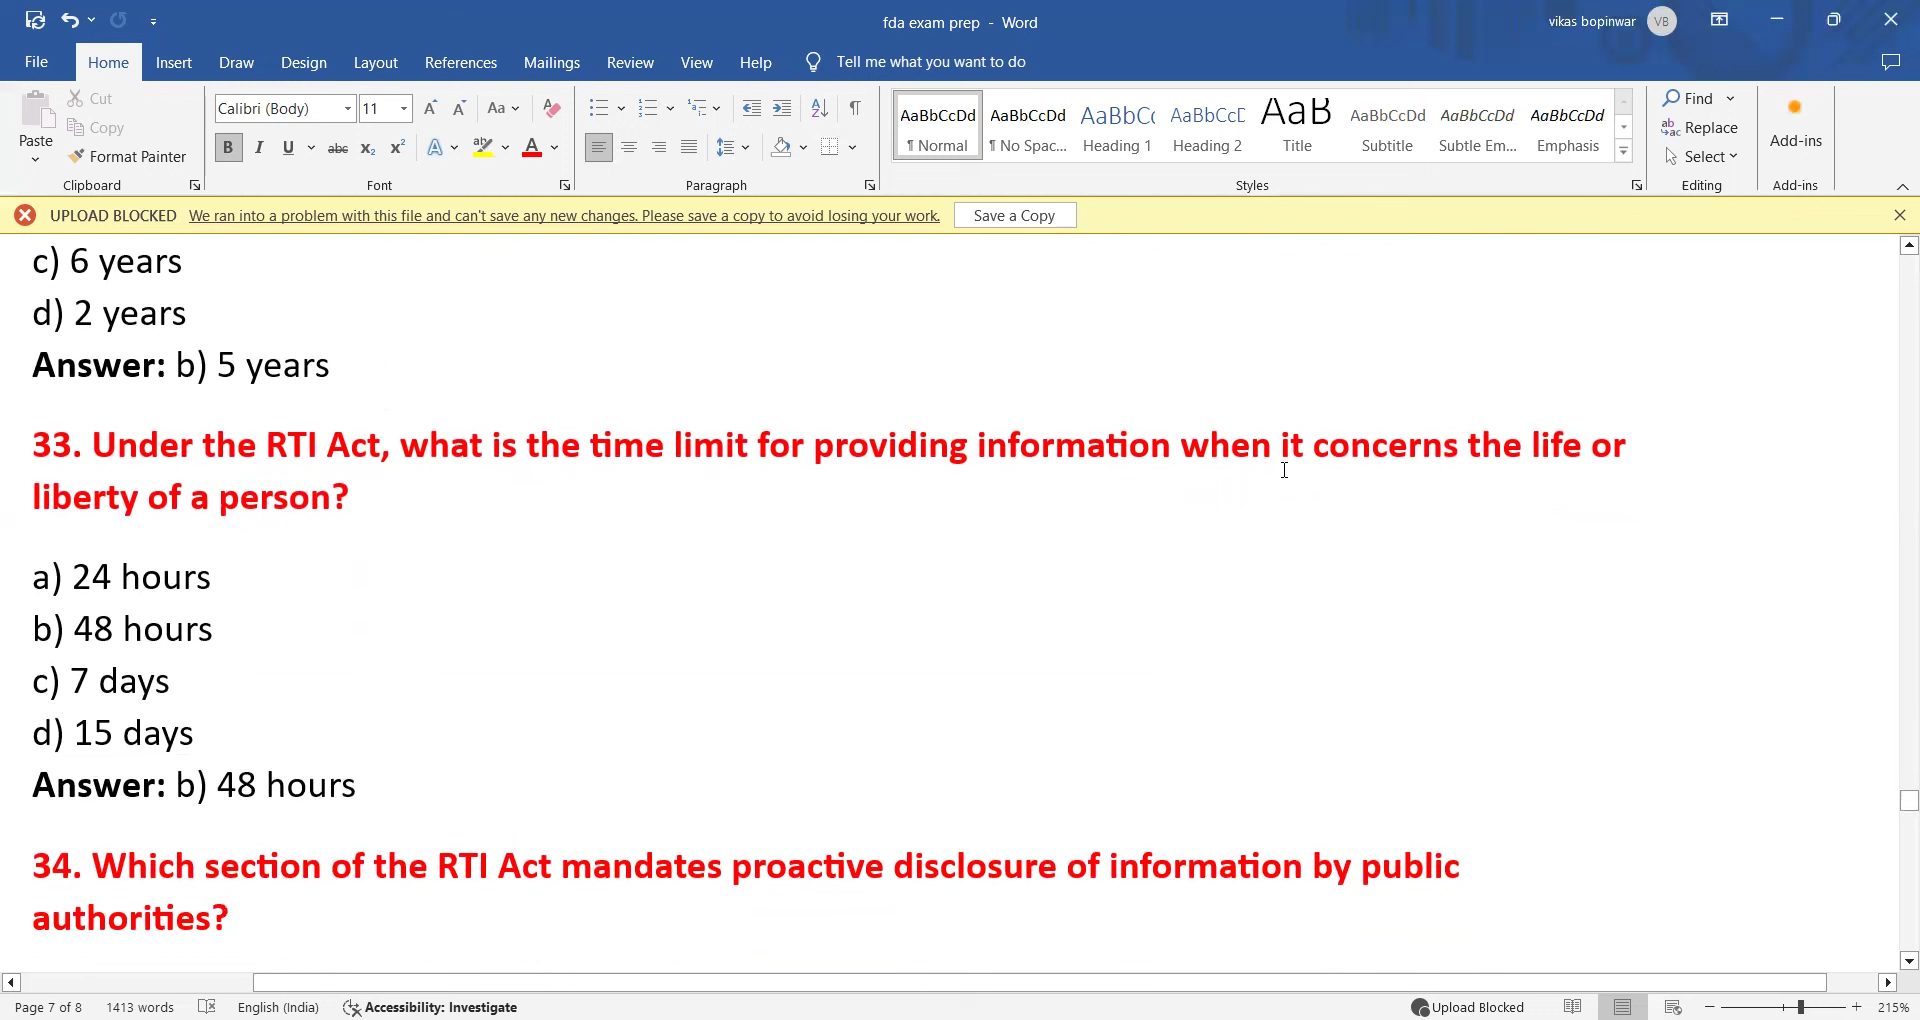 fda exam prep - Word
vikas bopinwar VB
File Home Insert Draw Design Layout References Mailings Review View Help Tell me what you want to do
Paste
Cut
Copy
Format Painter
Clipboard
Calibri (Body) 11
Font
Paragraph
AaBbCcDd AaBbCcDd AaBbCc AaBbCcC AaB AaBbCcDd AaBbCcDd AaBbCcDd
¶ Normal ¶ No Spac... Heading 1 Heading 2 Title Subtitle Subtle Em... Emphasis
Styles
Find
Replace
Select
Editing
Add-ins
Add-ins
UPLOAD BLOCKED We ran into a problem with this file and can't save any new changes. Please save a copy to avoid losing your work. Save a Copy
c) 6 years
d) 2 years
Answer: b) 5 years
33. Under the RTI Act, what is the time limit for providing information when it concerns the life or
liberty of a person?
a) 24 hours
b) 48 hours
c) 7 days
d) 15 days
Answer: b) 48 hours
34. Which section of the RTI Act mandates proactive disclosure of information by public
authorities?
Page 7 of 8 1413 words English (India) Accessibility: Investigate Upload Blocked 215%